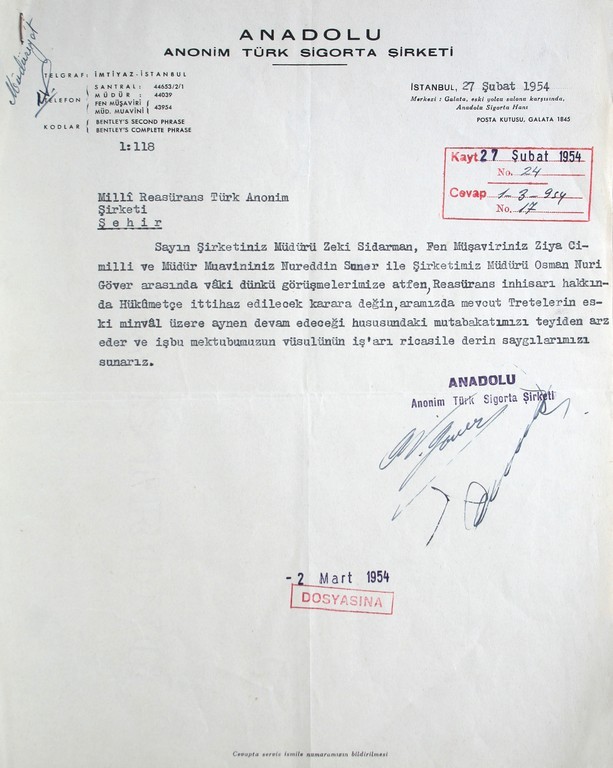 Müdüriyet
ANADOLU
ANONİM TÜRK SİGORTA ŞİRKETİ
TELGRAF: İMTİYAZ-İSTANBUL
TELEFON
SANTRAL: 44653/2/1
MÜDÜR: 44039
FEN MÜŞAVİRİ
MÜD. MUAVİNİ
43954
KODLAR
BENTLEY'S SECOND PHRASE
BENTLEY'S COMPLETE PHRASE
1:118
İSTANBUL, 27 Şubat 1954
Merkezi: Galata, eski yolcu salonu karşısında,
Anadolu Sigorta Hanı
POSTA KUTUSU, GALATA 1845
Kayt 27 Şubat 1954
No. 24
Cevap 1-3-954
No. 17
Millî Reasürans Türk Anonim
Şirketi
Ş e h i r
Sayın Şirketiniz Müdürü Zeki Sidarman, Fen Müşaviriniz Ziya Ci-
milli ve Müdür Muavininiz Nureddin Suner ile Şirketimiz Müdürü Osman Nuri
Göver arasında vâki dünkü görüşmelerimize atfen, Reasürans inhisarı hakkın-
da Hükûmetçe ittihaz edilecek karara değin, aramızda mevcut Tretelerin es-
ki minvâl üzere aynen devam edeceği hususundaki mutabakatımızı teyiden arz
eder ve işbu mektubumuzun vüsulünün iş'arı ricasile derin saygılarımızı
sunarız.
ANADOLU
Anonim Türk Sigorta Şirketi
-2 Mart 1954
DOSYASINA
Cevapta servis ismile numaramızın bildirilmesi